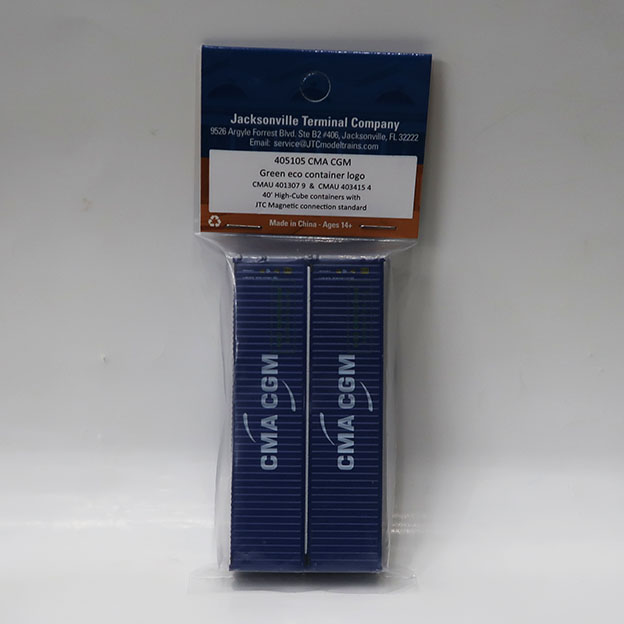 Jacksonville Terminal Company
9526 Argyle Forrest Blvd. Ste B2 #406, Jacksonville, FL 32222
Email: service@JTCmodeltrains.com
405105 CMA CGM
Green eco container logo
CMAU 401307 9 & CMAU 403415 4
40' High-Cube containers with
JTC Magnetic connection standard
Made in China - Ages 14+
CMA CGM
CMA CGM